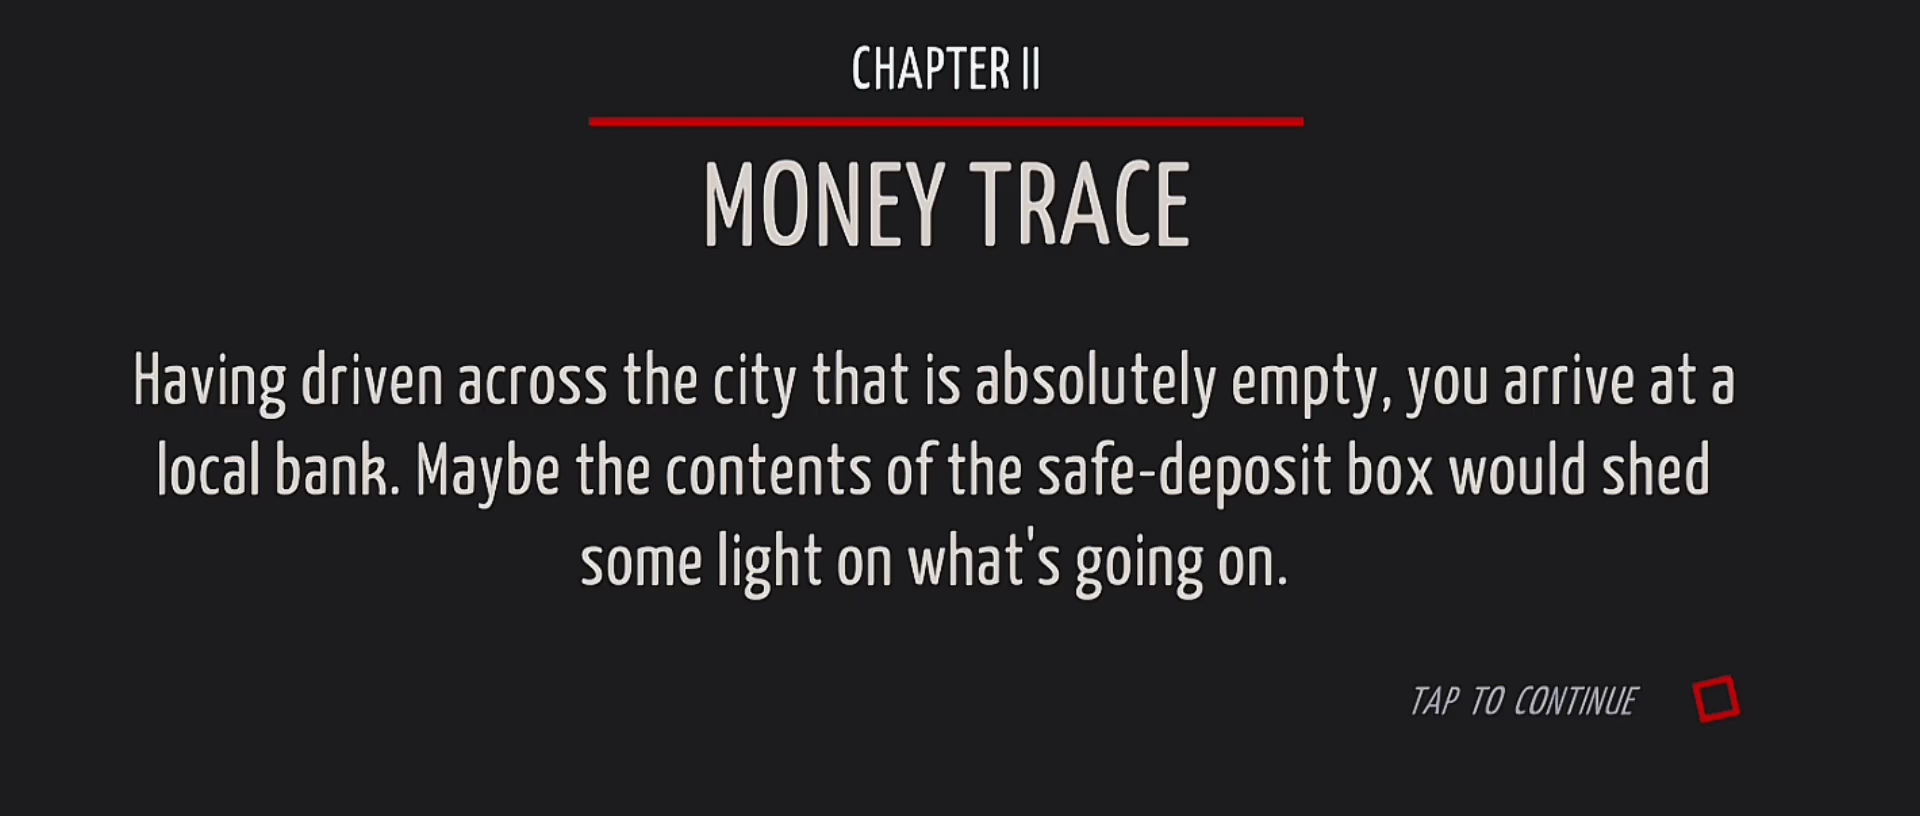 CHAPTER II
MONEY TRACE
Having driven across the city that is absolutely empty, you arrive at a
local bank. Maybe the contents of the safe-deposit box would shed
some light on what's going on.
TAP TO CONTINUE